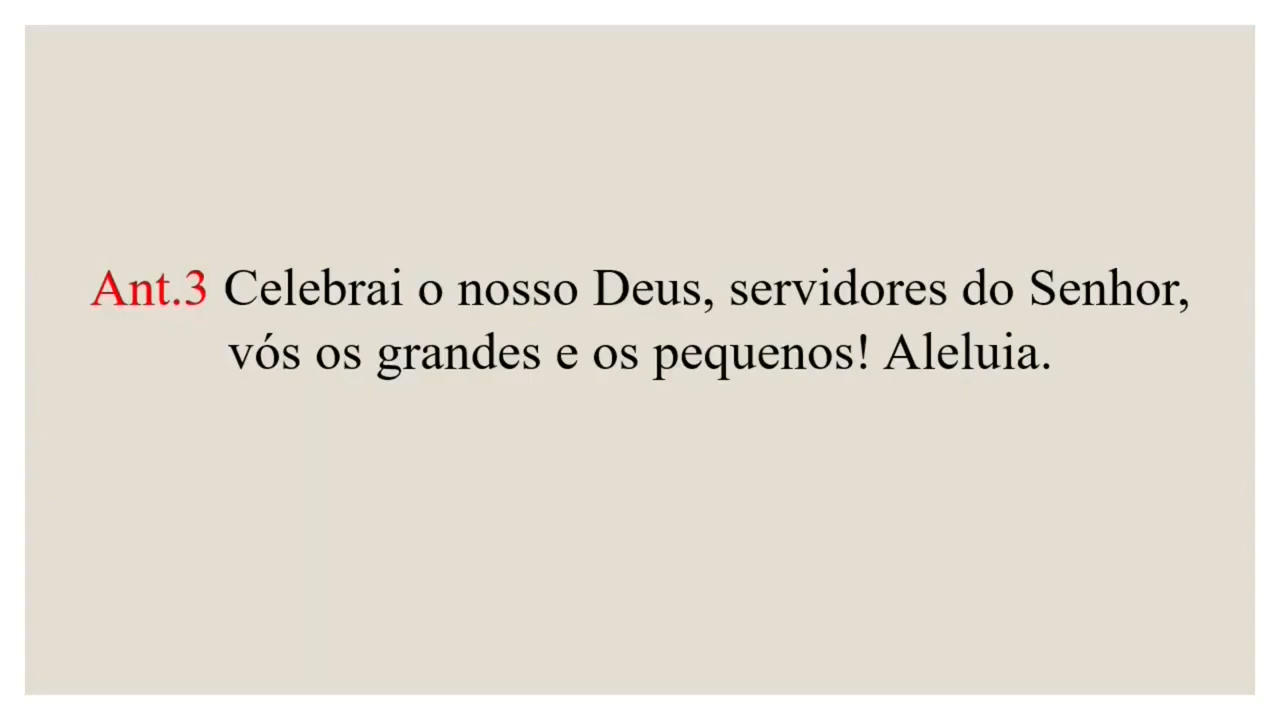 Ant.3 Celebrai o nosso Deus, servidores do Senhor,
vós os grandes e os pequenos! Aleluia.